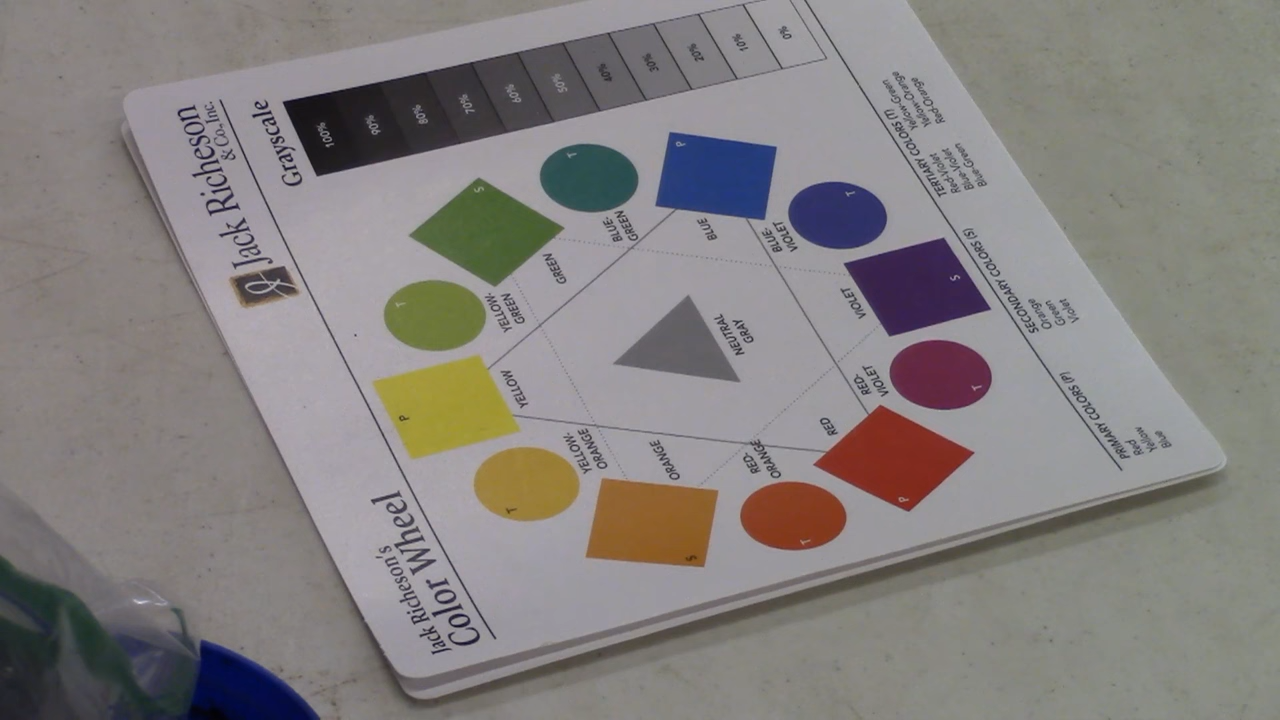 Jack Richeson's
Color Wheel
Jack Richeson
& Co., Inc.
YELLOW
YELLOW-
GREEN
GREEN
BLUE-
GREEN
BLUE
BLUE-
VIOLET
VIOLET
RED-
VIOLET
RED
RED-
ORANGE
ORANGE
YELLOW-
ORANGE
NEUTRAL
GRAY
P
T
S
T
P
T
S
T
P
T
S
T
Grayscale
100%
90%
80%
70%
60%
50%
40%
30%
20%
10%
0%
PRIMARY COLORS (P)
Red
Yellow
Blue
SECONDARY COLORS (S)
Orange
Green
Violet
TERTIARY COLORS (T)
Red-Violet
Blue-Violet
Blue-Green
Yellow-Green
Yellow-Orange
Red-Orange